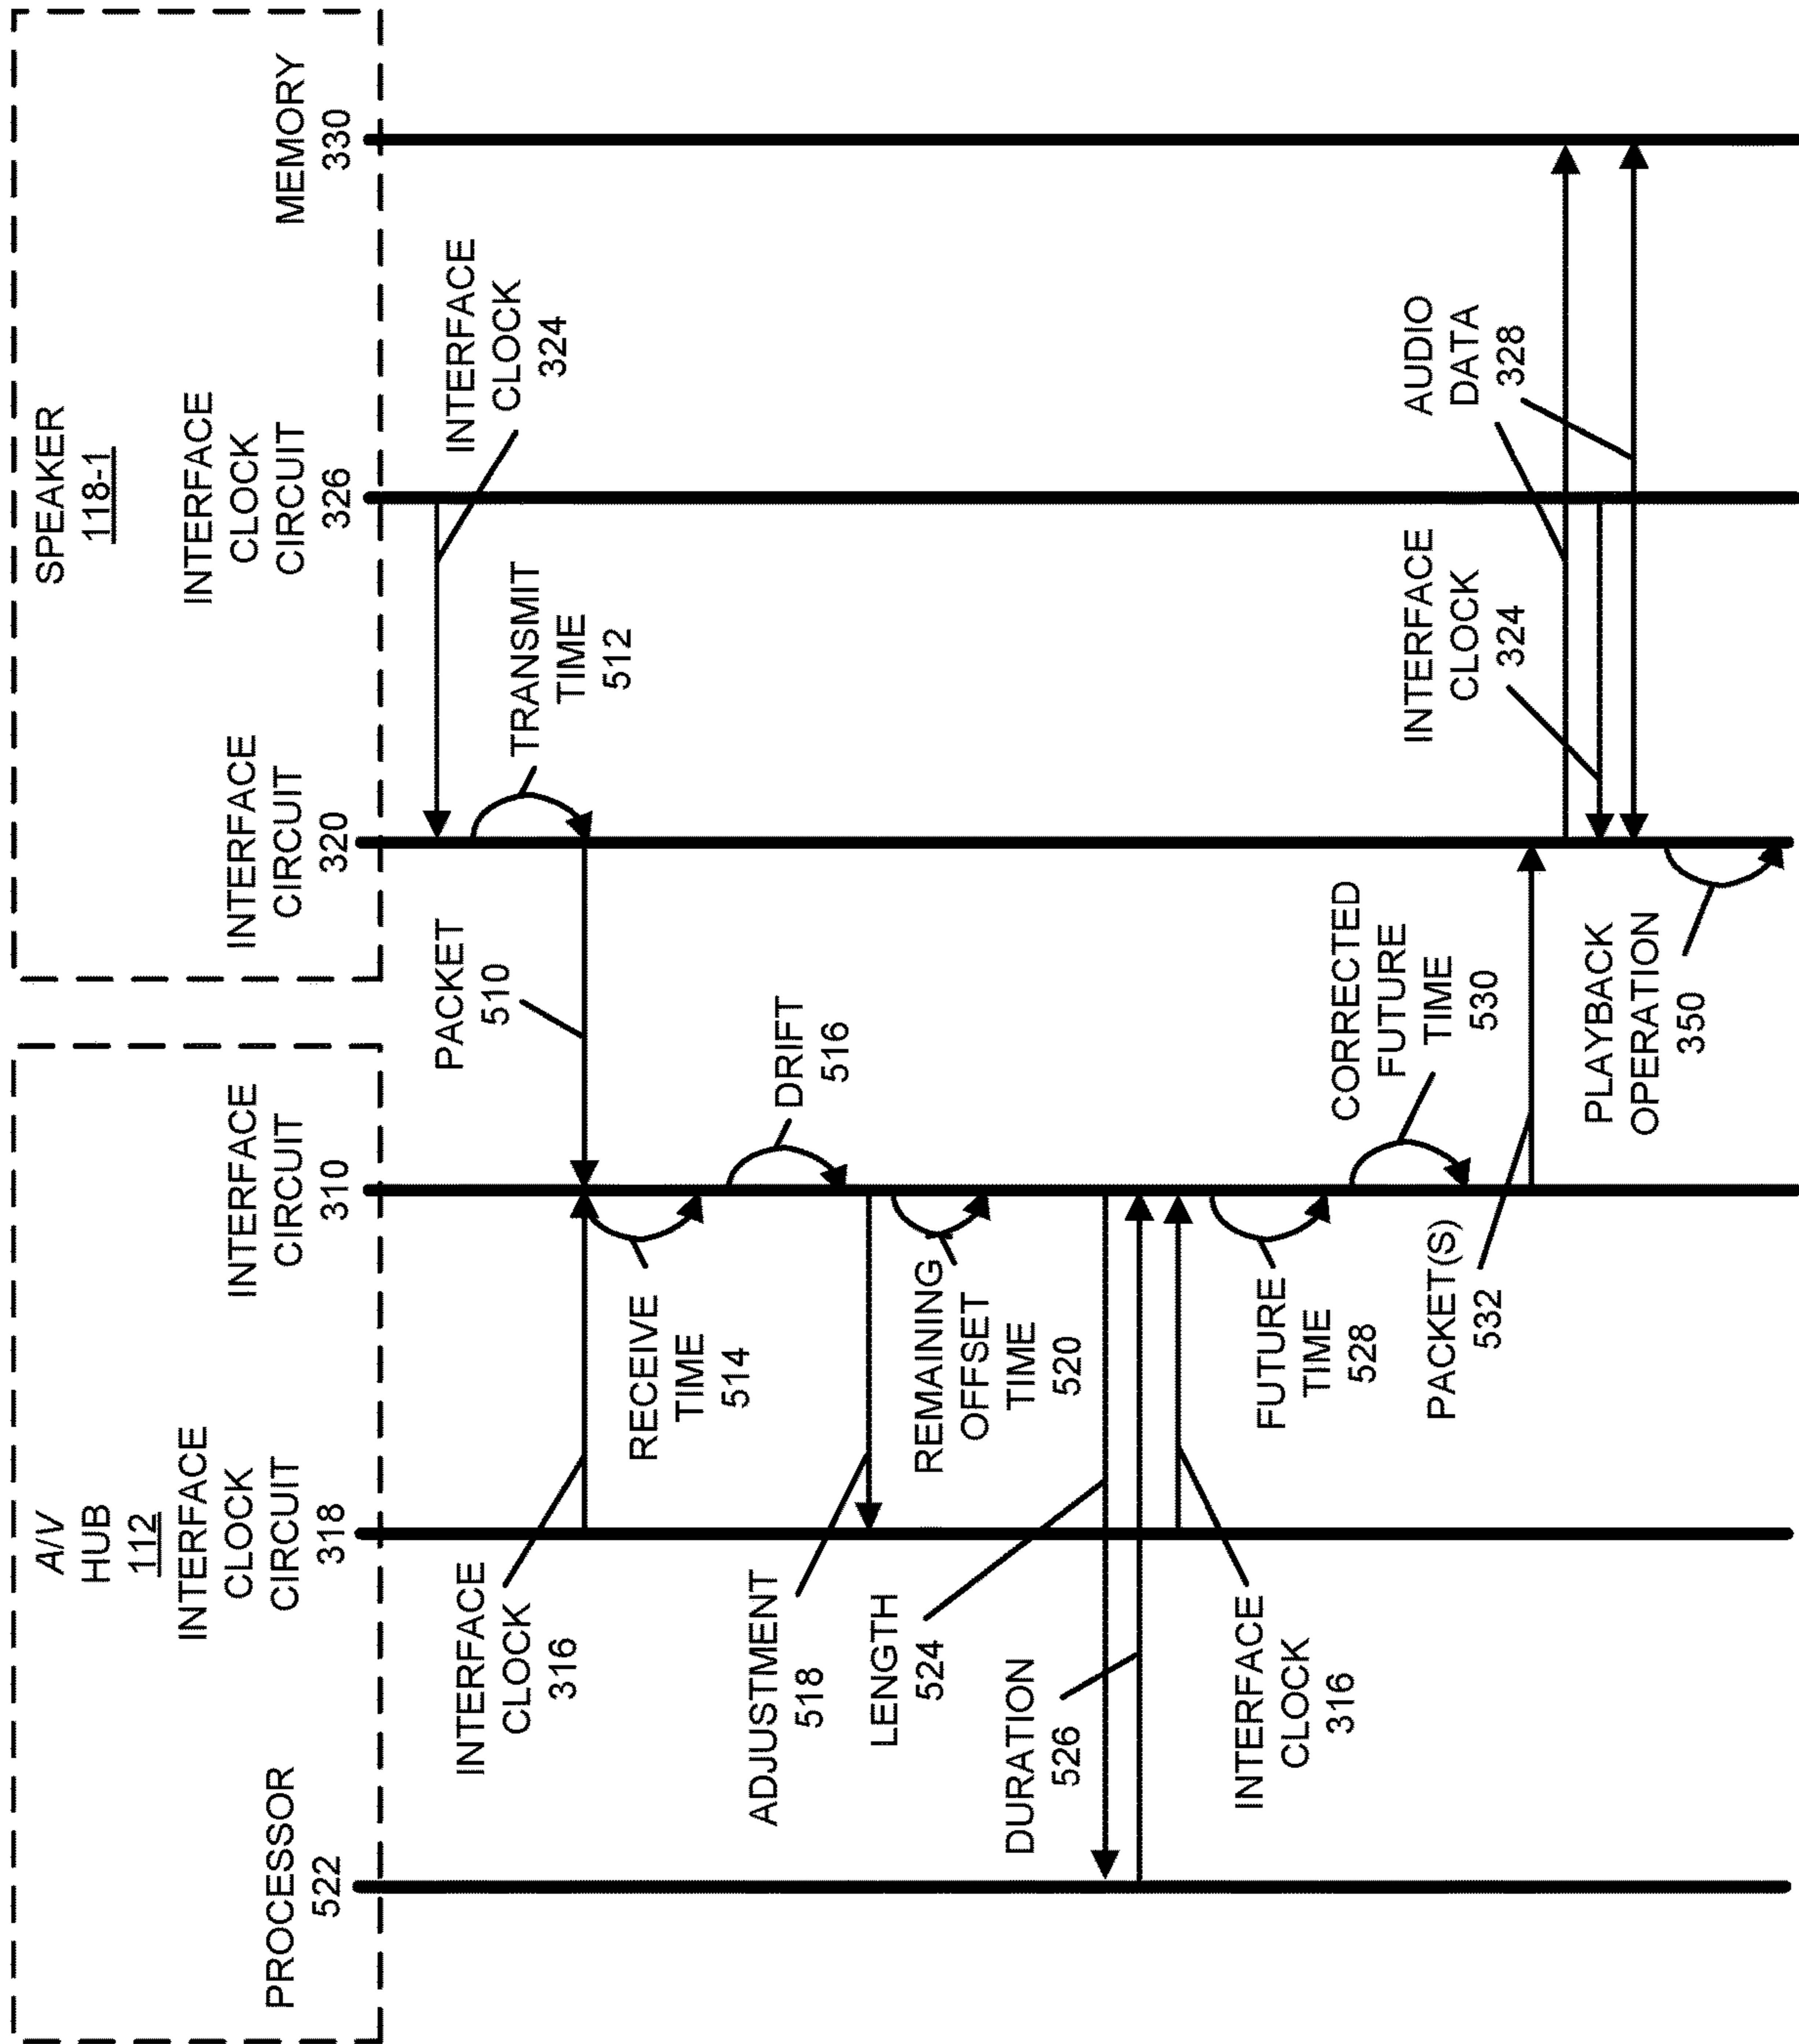 A/V
HUB
112
PROCESSOR
522
INTERFACE
CLOCK
CIRCUIT
318
INTERFACE
CIRCUIT
310
SPEAKER
118-1
INTERFACE
CIRCUIT
320
INTERFACE
CLOCK
CIRCUIT
326
MEMORY
330
INTERFACE
CLOCK
324
TRANSMIT
TIME
512
PACKET
510
INTERFACE
CLOCK
316
RECEIVE
TIME
514
DRIFT
516
ADJUSTMENT
518
REMAINING
OFFSET
TIME
520
LENGTH
524
DURATION
526
INTERFACE
CLOCK
316
FUTURE
TIME
528
CORRECTED
FUTURE
TIME
530
PACKET(S)
532
AUDIO
DATA
328
INTERFACE
CLOCK
324
PLAYBACK
OPERATION
350